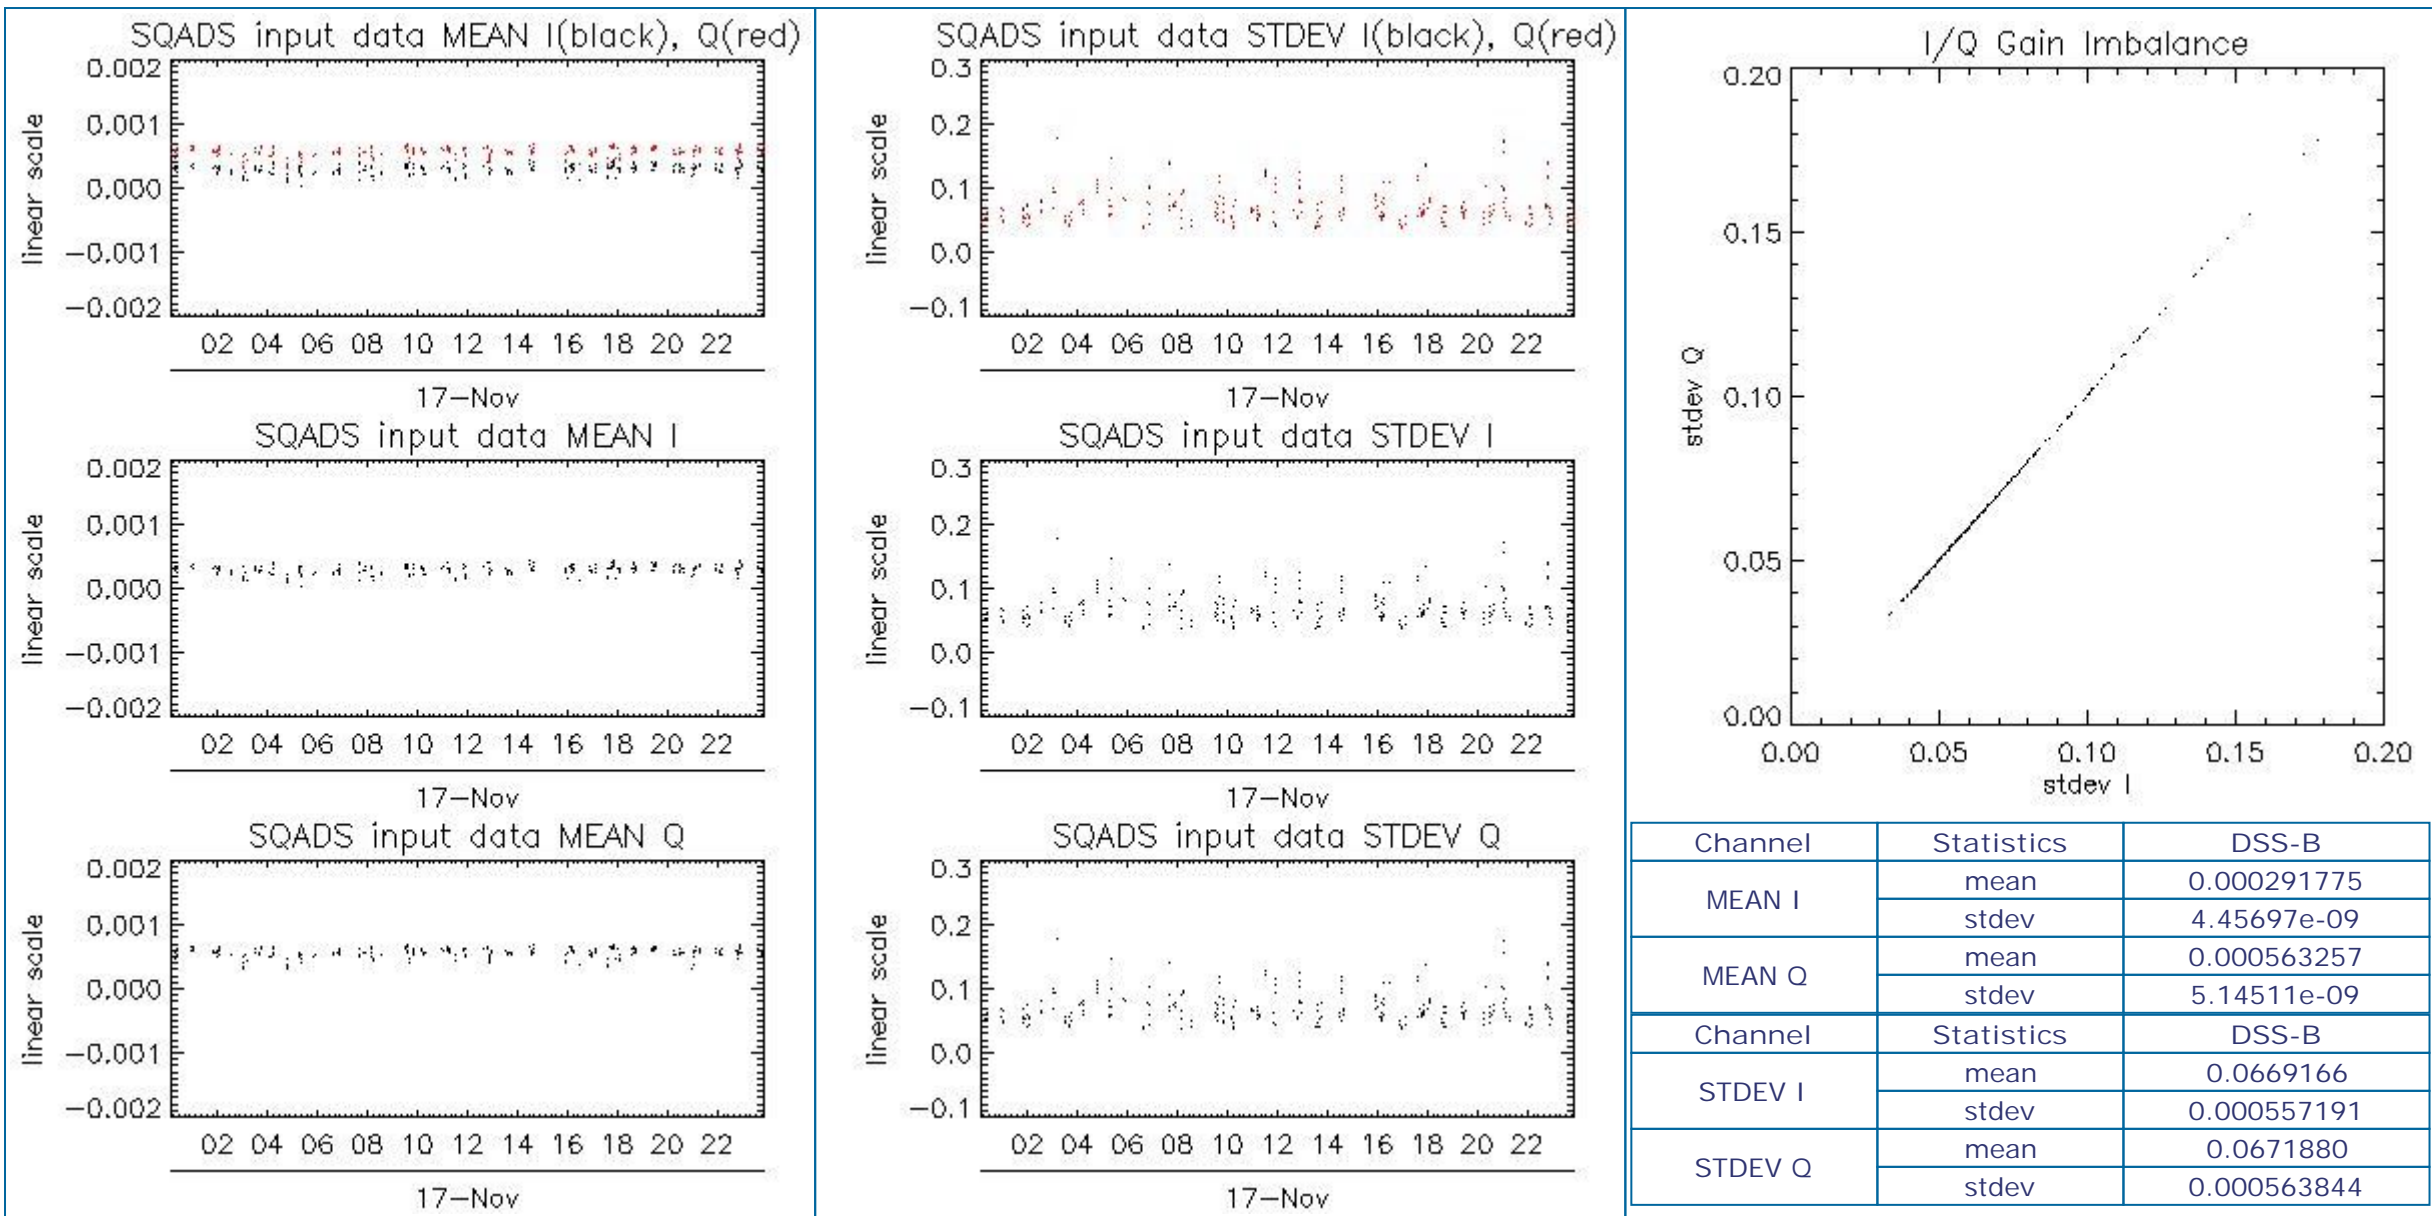 SQADS input data MEAN I(black), Q(red)
0.002
0.001
0.000
-0.001
-0.002
linear scale
02 04 06 08 10 12 14 16 18 20 22
17-Nov
SQADS input data MEAN I
0.002
0.001
0.000
-0.001
-0.002
linear scale
02 04 06 08 10 12 14 16 18 20 22
17-Nov
SQADS input data MEAN Q
0.002
0.001
0.000
-0.001
-0.002
linear scale
02 04 06 08 10 12 14 16 18 20 22
17-Nov
SQADS input data STDEV I(black), Q(red)
0.3
0.2
0.1
0.0
-0.1
linear scale
02 04 06 08 10 12 14 16 18 20 22
17-Nov
SQADS input data STDEV I
0.3
0.2
0.1
0.0
-0.1
linear scale
02 04 06 08 10 12 14 16 18 20 22
17-Nov
SQADS input data STDEV Q
0.3
0.2
0.1
0.0
-0.1
linear scale
02 04 06 08 10 12 14 16 18 20 22
17-Nov
I/Q Gain Imbalance
0.20
0.15
0.10
0.05
0.00
stdev Q
0.00 0.05 0.10 0.15 0.20
stdev I
Channel Statistics DSS-B
MEAN I mean 0.000291775
stdev 4.45697e-09
MEAN Q mean 0.000563257
stdev 5.14511e-09
Channel Statistics DSS-B
STDEV I mean 0.0669166
stdev 0.000557191
STDEV Q mean 0.0671880
stdev 0.000563844